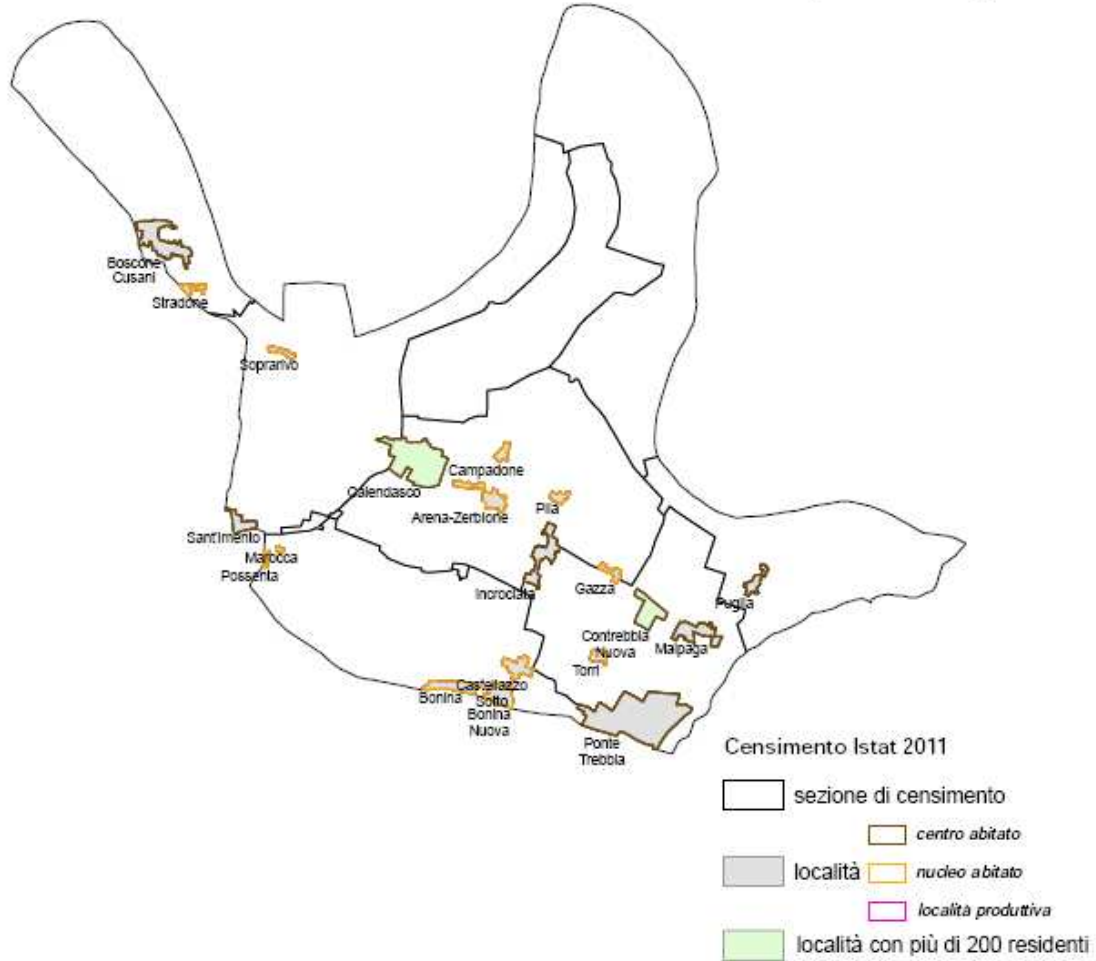 Boscone
Cusani
Stradone
Soprarivo
Campadone
Calendasco
Arena-Zerbione
Pila
Sant'Imento
Marocca
Possenta
Incrociata
Gazza
Puglia
Contrebbia
Nuova
Malpaga
Torri
Castellazzo
Sotto
Bonina
Bonina
Nuova
Ponte
Trebbia
Censimento Istat 2011
sezione di censimento
centro abitato
località
nucleo abitato
località produttiva
località con più di 200 residenti